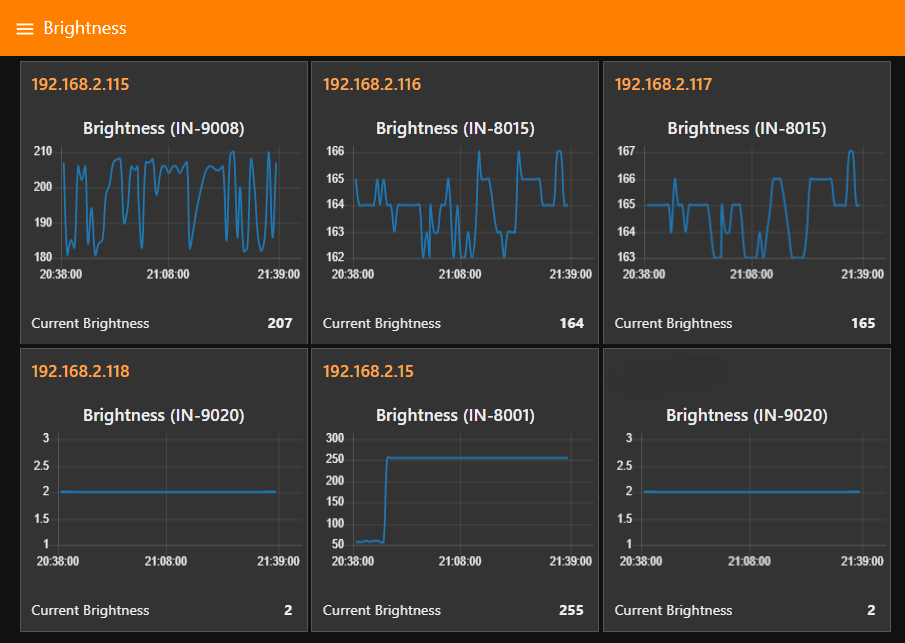 Brightness
192.168.2.115
Brightness (IN-9008)
210
200
190
180
20:38:00 21:08:00 21:39:00
Current Brightness 207
192.168.2.116
Brightness (IN-8015)
166
165
164
163
162
20:38:00 21:08:00 21:39:00
Current Brightness 164
192.168.2.117
Brightness (IN-8015)
167
166
165
164
163
20:38:00 21:08:00 21:39:00
Current Brightness 165
192.168.2.118
Brightness (IN-9020)
3
2.5
2
1.5
1
20:38:00 21:08:00 21:39:00
Current Brightness 2
192.168.2.15
Brightness (IN-8001)
300
250
200
150
100
50
20:38:00 21:08:00 21:39:00
Current Brightness 255
Brightness (IN-9020)
3
2.5
2
1.5
1
20:38:00 21:08:00 21:39:00
Current Brightness 2